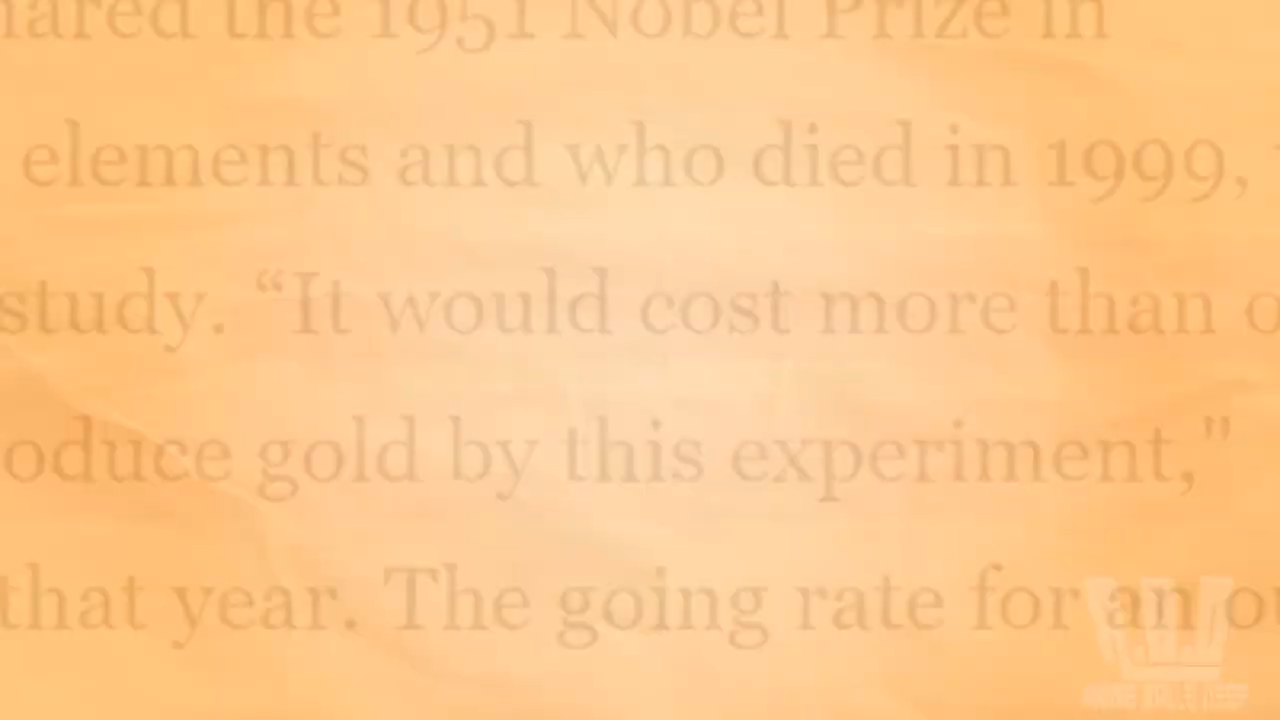 hared the 1951 Nobel Prize in
elements and who died in 1999,
study. “It would cost more than o
oduce gold by this experiment,"
that year. The going rate for an ou